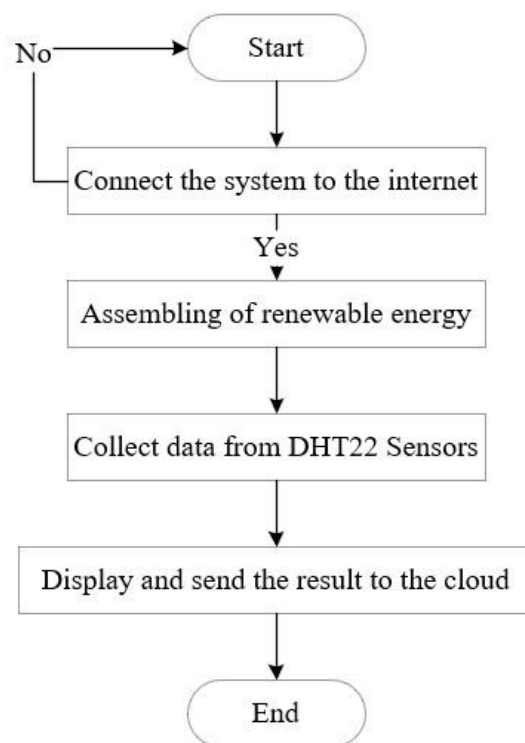 Start
No
Connect the system to the internet
Yes
Assembling of renewable energy
Collect data from DHT22 Sensors
Display and send the result to the cloud
End